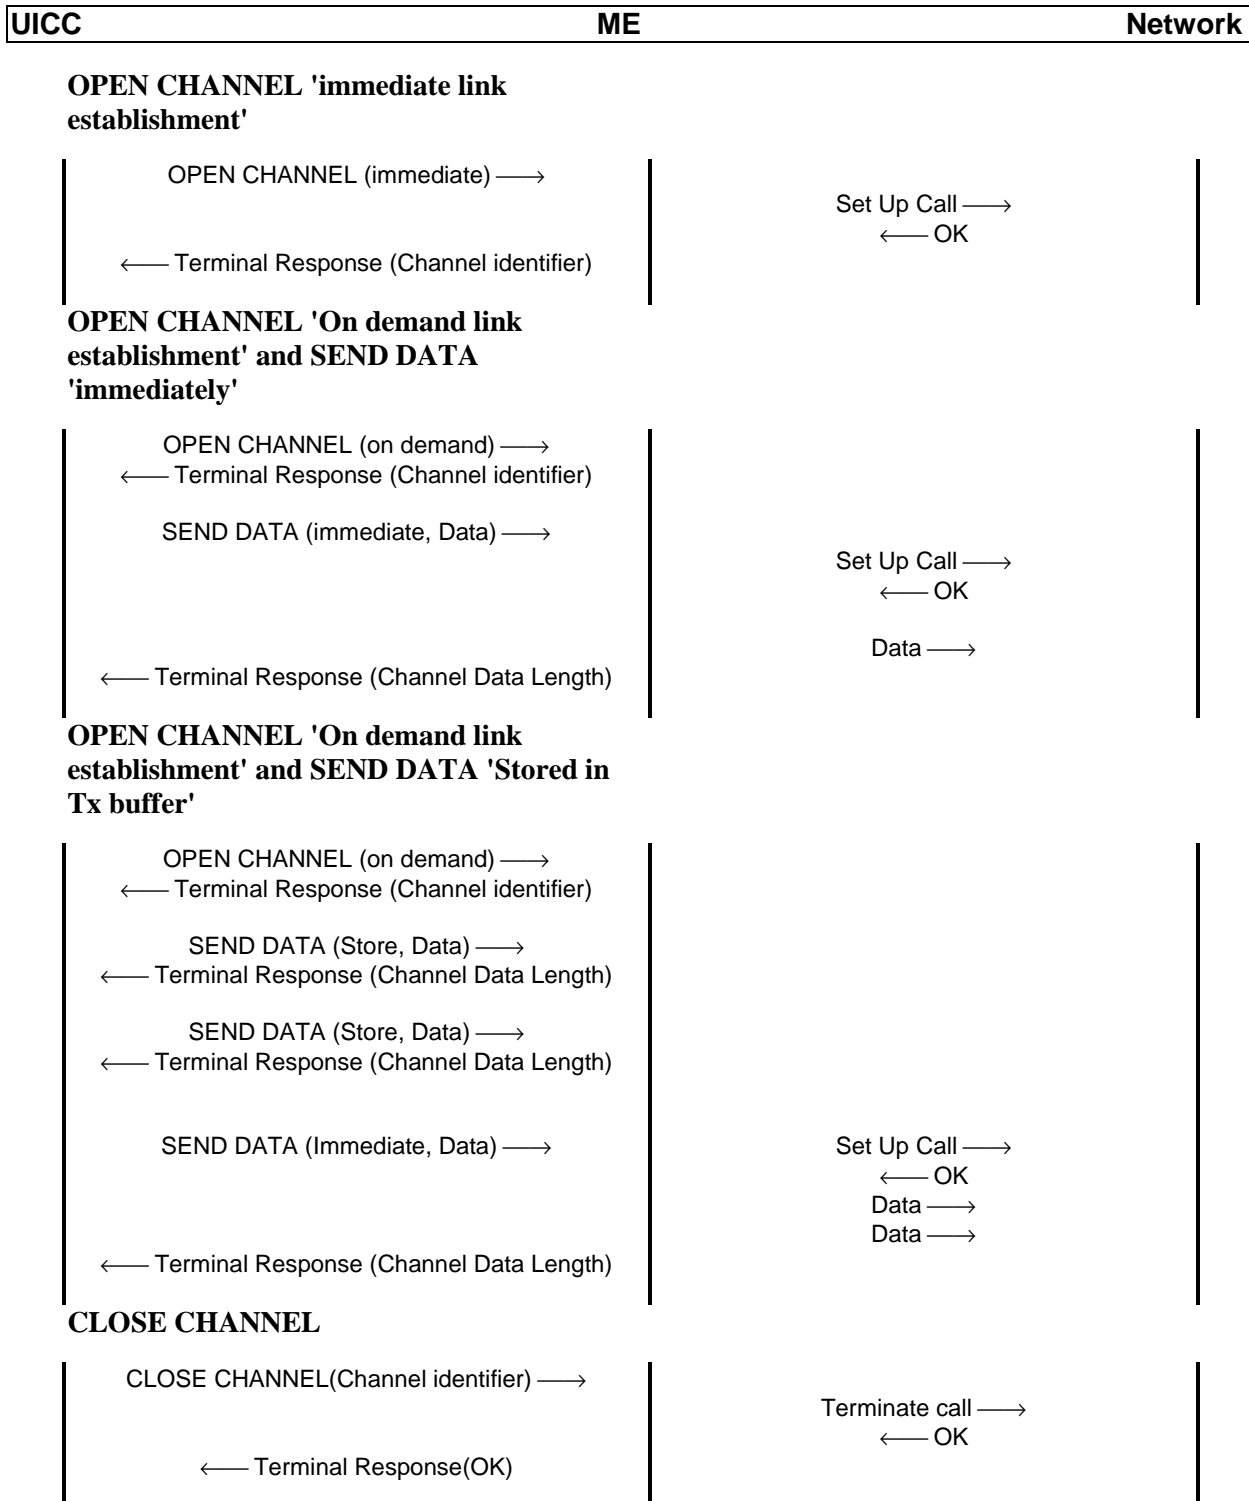 UICC ME Network
OPEN CHANNEL 'immediate link
establishment'
OPEN CHANNEL (immediate) ⟶
Set Up Call ⟶
⟵ OK
⟵ Terminal Response (Channel identifier)
OPEN CHANNEL 'On demand link
establishment' and SEND DATA
'immediately'
OPEN CHANNEL (on demand) ⟶
⟵ Terminal Response (Channel identifier)
SEND DATA (immediate, Data) ⟶
Set Up Call ⟶
⟵ OK
Data ⟶
⟵ Terminal Response (Channel Data Length)
OPEN CHANNEL 'On demand link
establishment' and SEND DATA 'Stored in
Tx buffer'
OPEN CHANNEL (on demand) ⟶
⟵ Terminal Response (Channel identifier)
SEND DATA (Store, Data) ⟶
⟵ Terminal Response (Channel Data Length)
SEND DATA (Store, Data) ⟶
⟵ Terminal Response (Channel Data Length)
SEND DATA (Immediate, Data) ⟶ Set Up Call ⟶
⟵ OK
Data ⟶
Data ⟶
⟵ Terminal Response (Channel Data Length)
CLOSE CHANNEL
CLOSE CHANNEL(Channel identifier) ⟶
Terminate call ⟶
⟵ OK
⟵ Terminal Response(OK)